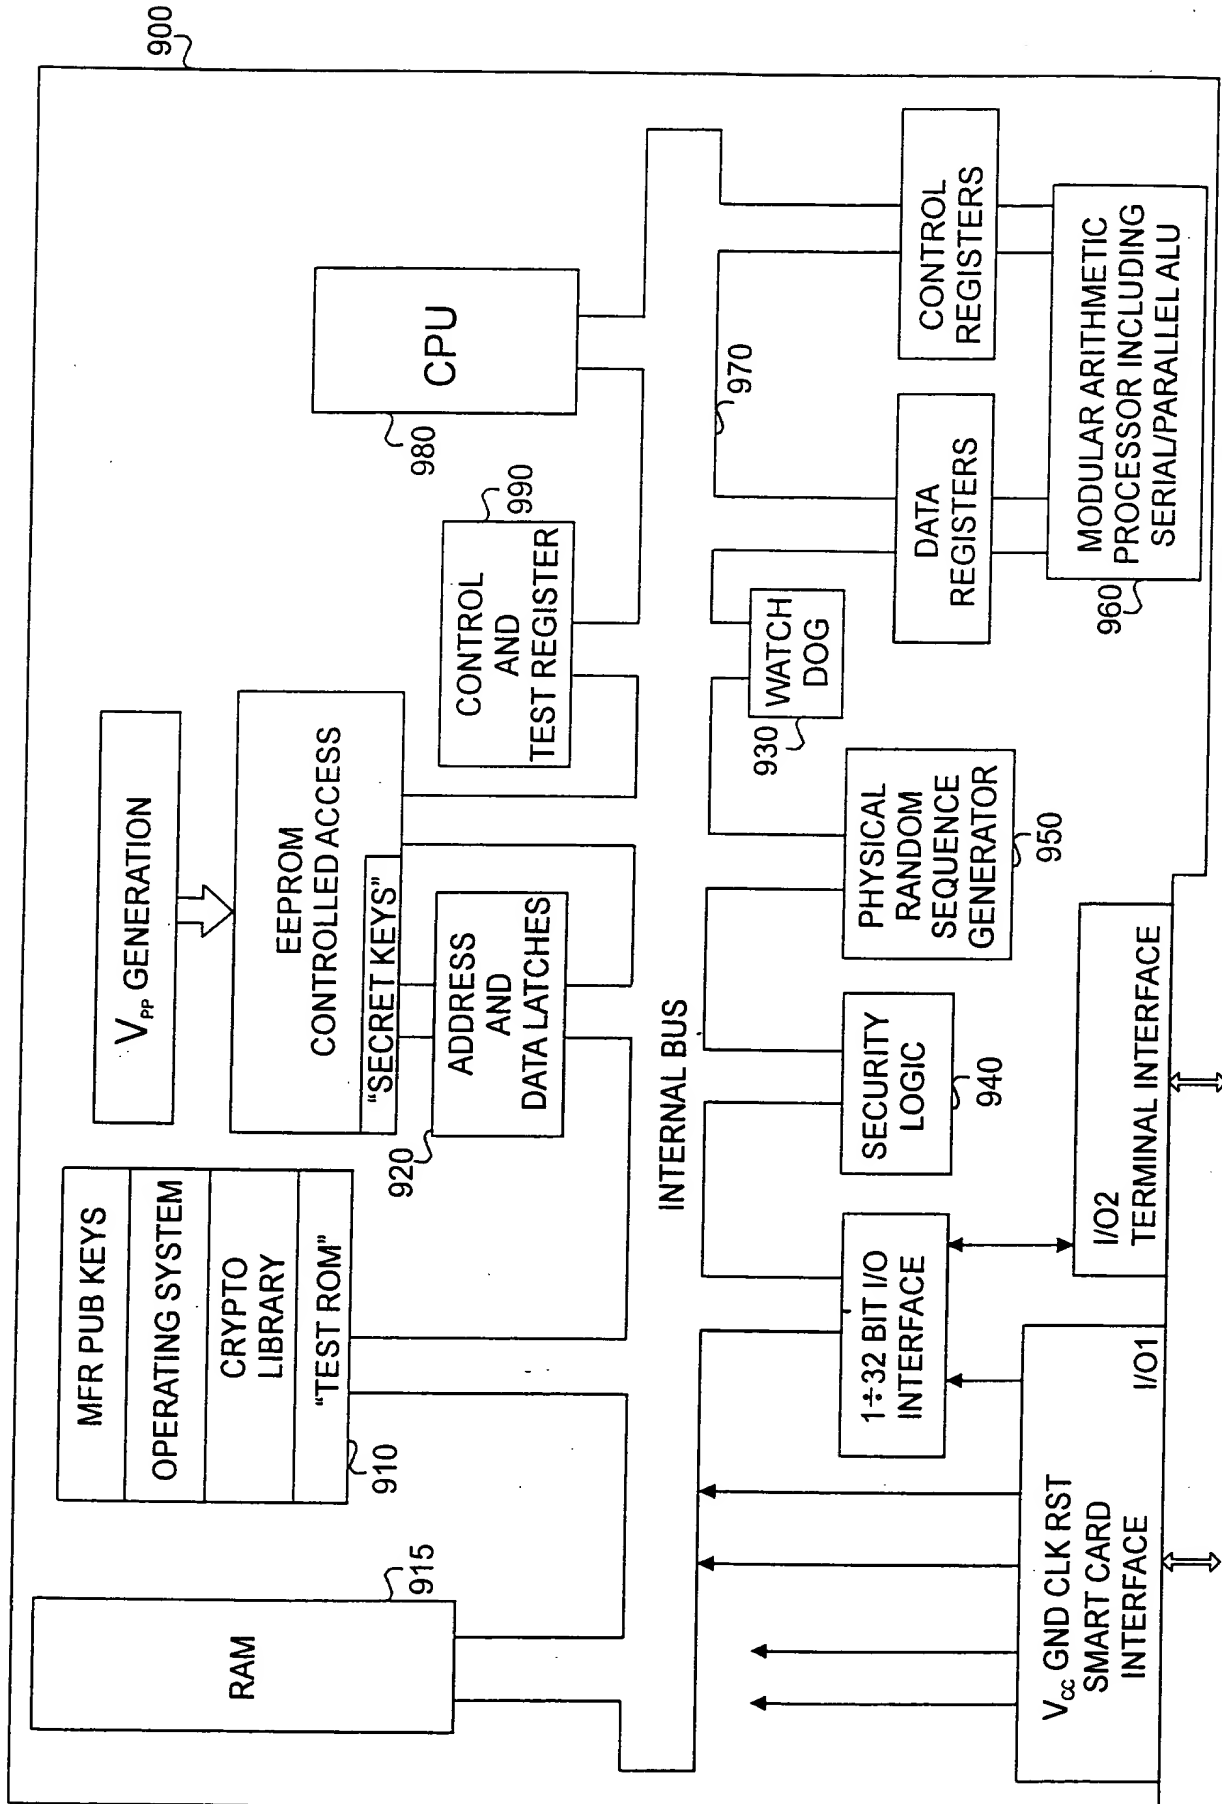 900
V_PP GENERATION
MFR PUB KEYS
OPERATING SYSTEM
CRYPTO
LIBRARY
“TEST ROM”
910
RAM
915
EEPROM
CONTROLLED ACCESS
“SECRET KEYS”
ADDRESS
AND
DATA LATCHES
920
CONTROL
AND
TEST REGISTER
990
CPU
980
INTERNAL BUS
970
1÷32 BIT I/O
INTERFACE
SECURITY
LOGIC
940
PHYSICAL
RANDOM
SEQUENCE
GENERATOR
950
WATCH
DOG
930
DATA
REGISTERS
CONTROL
REGISTERS
MODULAR ARITHMETIC
PROCESSOR INCLUDING
SERIAL/PARALLEL ALU
960
V_CC GND CLK RST
SMART CARD
INTERFACE
I/O1
I/O2
TERMINAL INTERFACE